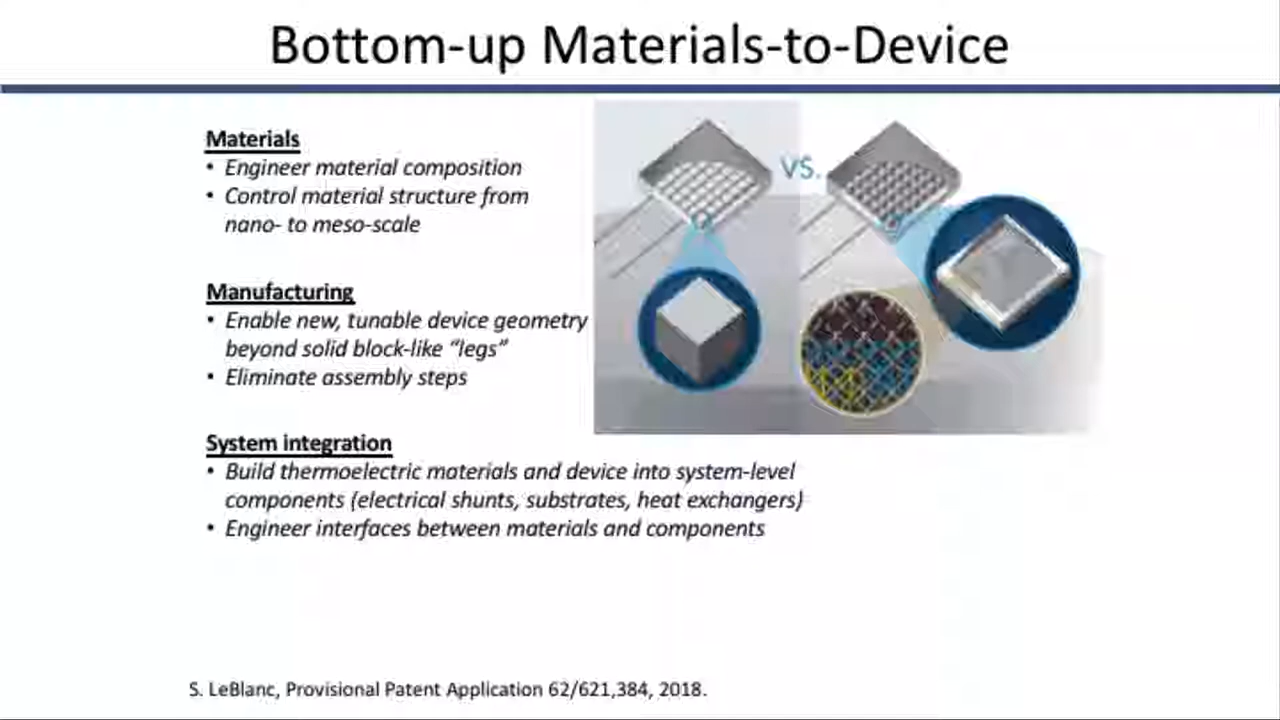 Bottom-up Materials-to-Device
Materials
• Engineer material composition
• Control material structure from
nano- to meso-scale
VS.
Manufacturing
• Enable new, tunable device geometry
beyond solid block-like “legs”
• Eliminate assembly steps
System integration
• Build thermoelectric materials and device into system-level
components (electrical shunts, substrates, heat exchangers)
• Engineer interfaces between materials and components
S. LeBlanc, Provisional Patent Application 62/621,384, 2018.